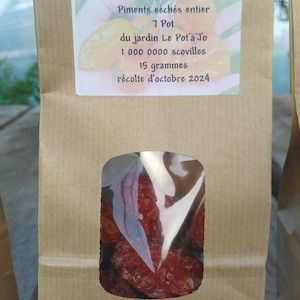 Piments séchés entier
7 Pot
du jardin Le Pot'à'Jo
1 000 0000 scovilles
15 grammes
récolte d'octobre 2024